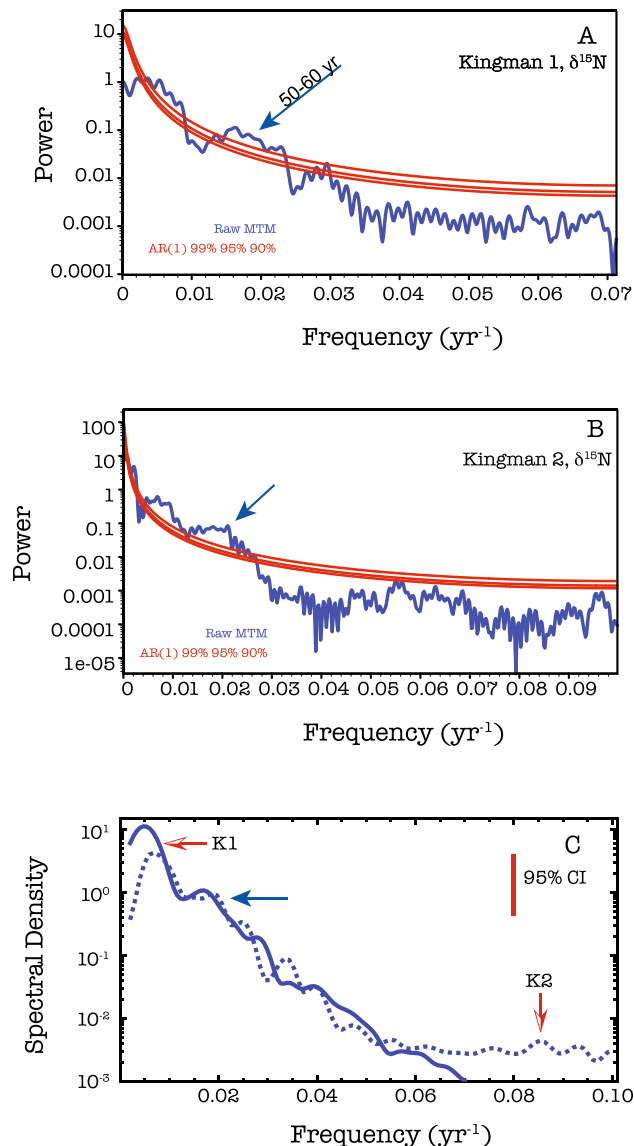 10
1
0.1
0.01
0.001
0.0001
Power
A
Kingman 1, δ¹⁵N
50-60 yr
Raw MTM
AR(1) 99% 95% 90%
0 0.01 0.02 0.03 0.04 0.05 0.06 0.07
Frequency (yr⁻¹)
100
10
1
0.1
0.01
0.001
0.0001
1e-05
Power
B
Kingman 2, δ¹⁵N
Raw MTM
AR(1) 99% 95% 90%
0 0.01 0.02 0.03 0.04 0.05 0.06 0.07 0.08 0.09
Frequency (yr⁻¹)
10¹
10⁰
10⁻¹
10⁻²
10⁻³
Spectral Density
K1
C
95% CI
K2
0.02 0.04 0.06 0.08 0.10
Frequency (yr⁻¹)